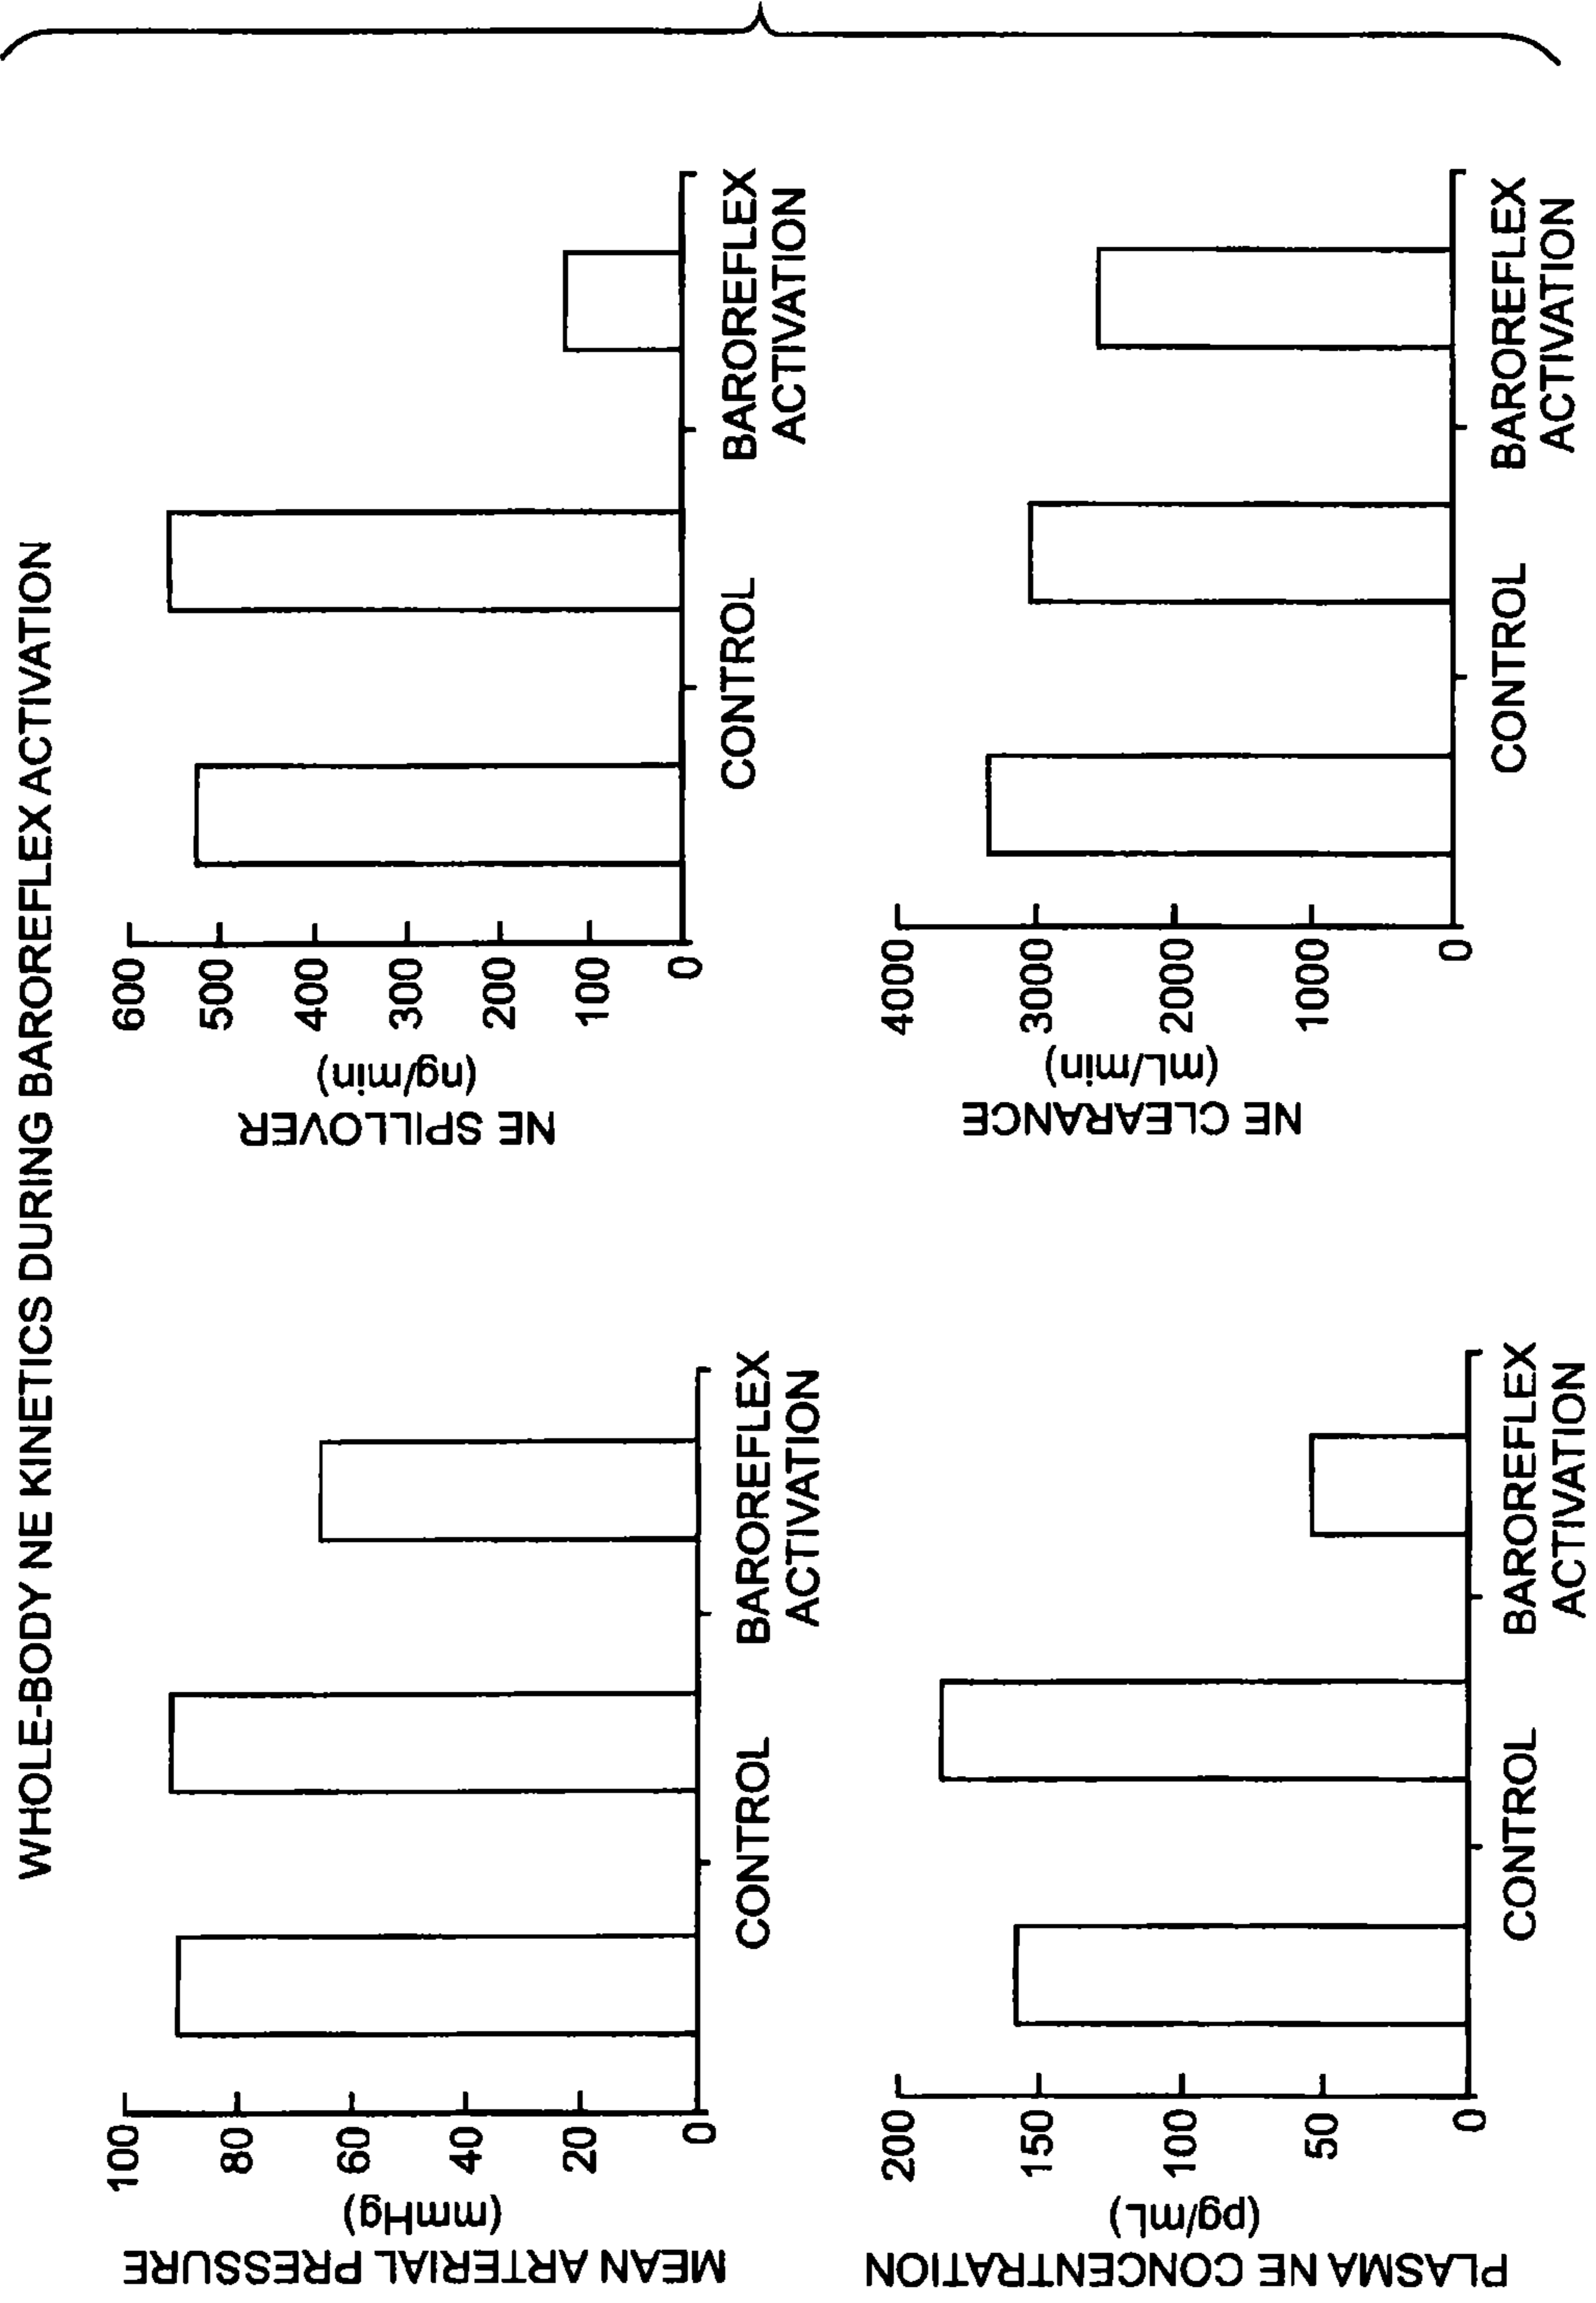 WHOLE-BODY NE KINETICS DURING BAROREFLEX ACTIVATION
MEAN ARTERIAL PRESSURE
(mmHg)
100
80
60
40
20
0
CONTROL
BAROREFLEX
ACTIVATION
NE SPILLOVER
(ng/min)
600
500
400
300
200
100
0
CONTROL
BAROREFLEX
ACTIVATION
PLASMA NE CONCENTRATION
(pg/mL)
200
150
100
50
0
CONTROL
BAROREFLEX
ACTIVATION
NE CLEARANCE
(mL/min)
4000
3000
2000
1000
0
CONTROL
BAROREFLEX
ACTIVATION